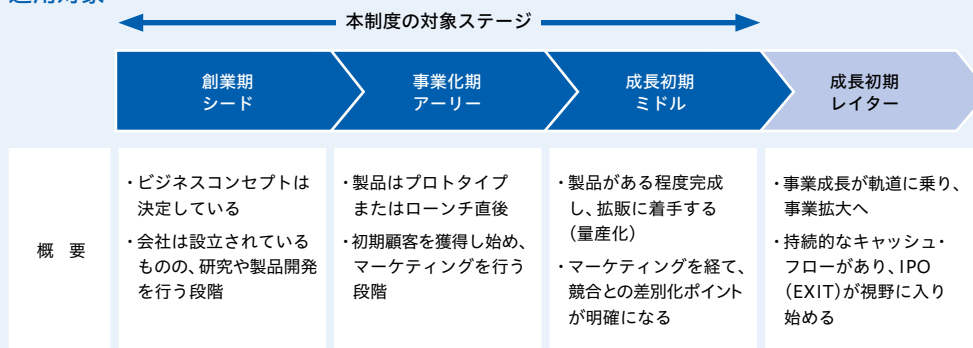 本制度の対象ステージ
創業期
シード
事業化期
アーリー
成長初期
ミドル
成長初期
レイター
概 要
・ビジネスコンセプトは
決定している
・会社は設立されている
ものの、研究や製品開発
を行う段階
・製品はプロトタイプ
またはローンチ直後
・初期顧客を獲得し始め、
マーケティングを行う
段階
・製品がある程度完成
し、拡販に着手する
(量産化)
・マーケティングを経て、
競合との差別化ポイント
が明確になる
・事業成長が軌道に乗り、
事業拡大へ
・持続的なキャッシュ・
フローがあり、IPO
(EXIT)が視野に入り
始める